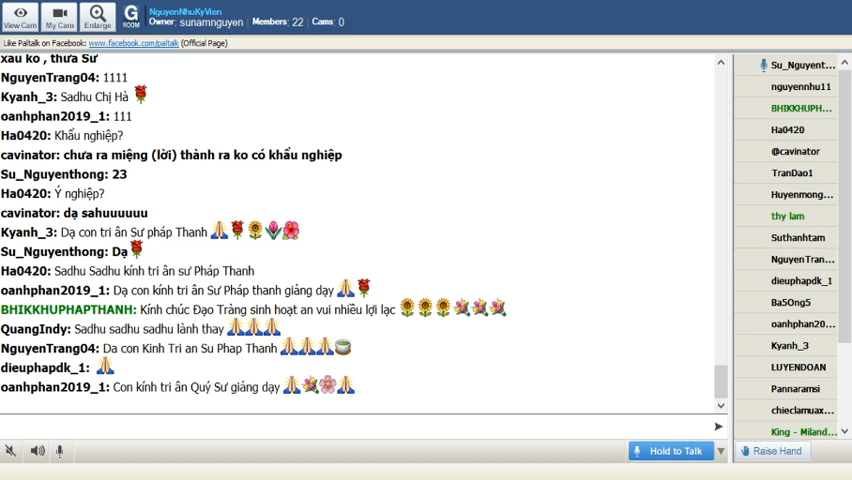 View Cam
My Cam
Enlarge
G
ROOM
NguyenNhuKyVien
Owner: sunamnguyen Members: 22 Cams: 0
Like Paltalk on Facebook: www.facebook.com/paltalk (Official Page)
xấu ko , thưa Sư
NguyenTrang04: 1111
Kyanh_3: Sadhu Chị Hà
oanhphan2019_1: 111
Ha0420: Khẩu nghiệp?
cavinator: chưa ra miệng (lời) thành ra ko có khẩu nghiệp
Su_Nguyenthong: 23
Ha0420: Ý nghiệp?
cavinator: dạ sahuuuuuu
Kyanh_3: Dạ con tri ân Sư pháp Thanh
Su_Nguyenthong: Dạ
Ha0420: Sadhu Sadhu kính tri ân sư Pháp Thanh
oanhphan2019_1: Dạ con kính tri ân Sư Pháp thanh giảng dạy
BHIKKHUPHAPTHANH: Kính chúc Đạo Tràng sinh hoạt an vui nhiều lợi lạc
QuangIndy: Sadhu sadhu sadhu lành thay
NguyenTrang04: Da con Kinh Tri an Su Phap Thanh
dieuphapdk_1:
oanhphan2019_1: Con kính tri ân Quý Sư giảng dạy
Hold to Talk
Su_Nguyent...
nguyennhu11
BHIKKHUPH...
Ha0420
@cavinator
TranDao1
Huyenmong...
thy lam
Suthanhtam
NguyenTran...
dieuphapdk_1
Ba5Ong5
oanhphan20...
Kyanh_3
LUYENDOAN
Pannaramsi
chieclamuax...
King - Miland...
Raise Hand